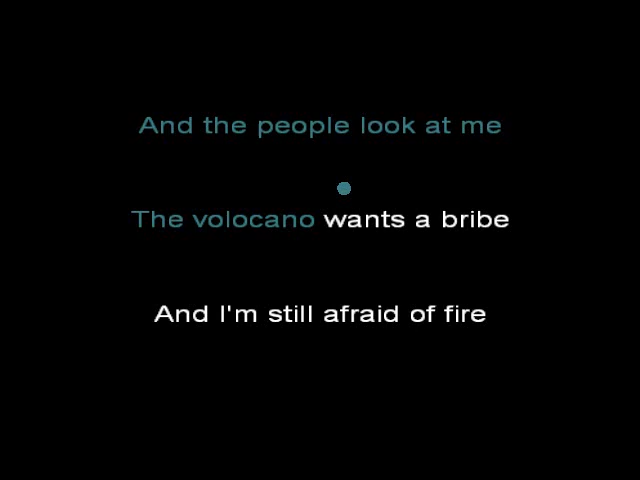 And the people look at me
The volocano wants a bribe
And I'm still afraid of fire